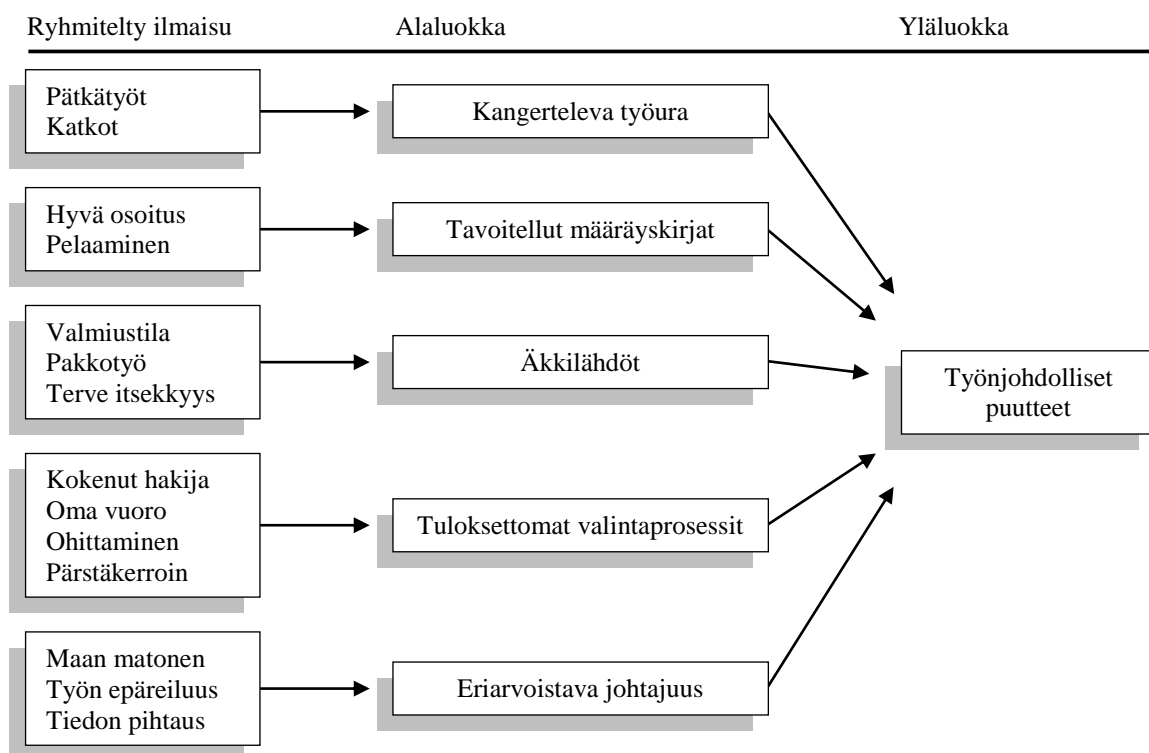 Ryhmitelty ilmaisu
Alaluokka
Yläluokka
Pätkätyöt
Katkot
Kangerteleva työura
Hyvä osoitus
Pelaaminen
Tavoitellut määräyskirjat
Valmiustila
Pakkotyö
Terve itsekkyys
Äkkilähdöt
Työnjohdolliset
puutteet
Kokenut hakija
Oma vuoro
Ohittaminen
Pärstäkerroin
Tuloksettomat valintaprosessit
Maan matonen
Työn epäreiluus
Tiedon pihtaus
Eriarvoistava johtajuus